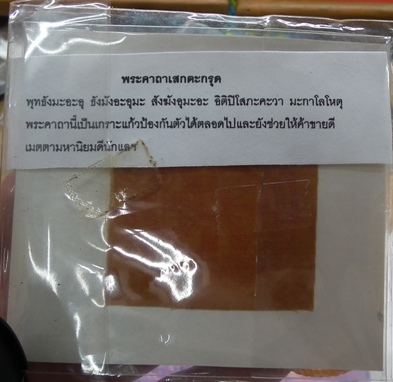 พระคาถาเสกตะกรุด
พุทธังมะอะอุ ธังมังอะอุมะ สังฆังอุมะอะ อิติปิโสภะคะวา มะกาโลโหตุ
พระคาถานี้เป็นเกราะแก้วป้องกันตัวได้ตลอดไปและยังช่วยให้ค้าขายดี
เมตตามหานิยมดีนักแลฯ